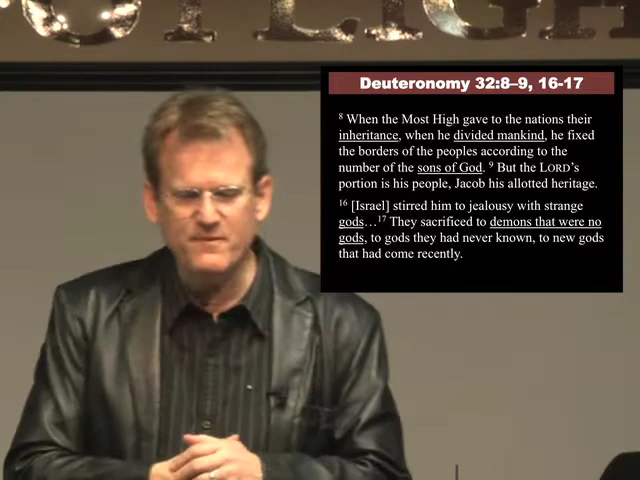 OTLIGH
Deuteronomy 32:8–9, 16-17
8 When the Most High gave to the nations their
inheritance, when he divided mankind, he fixed
the borders of the peoples according to the
number of the sons of God. 9 But the LORD's
portion is his people, Jacob his allotted heritage.
16 [Israel] stirred him to jealousy with strange
gods…17 They sacrificed to demons that were no
gods, to gods they had never known, to new gods
that had come recently.